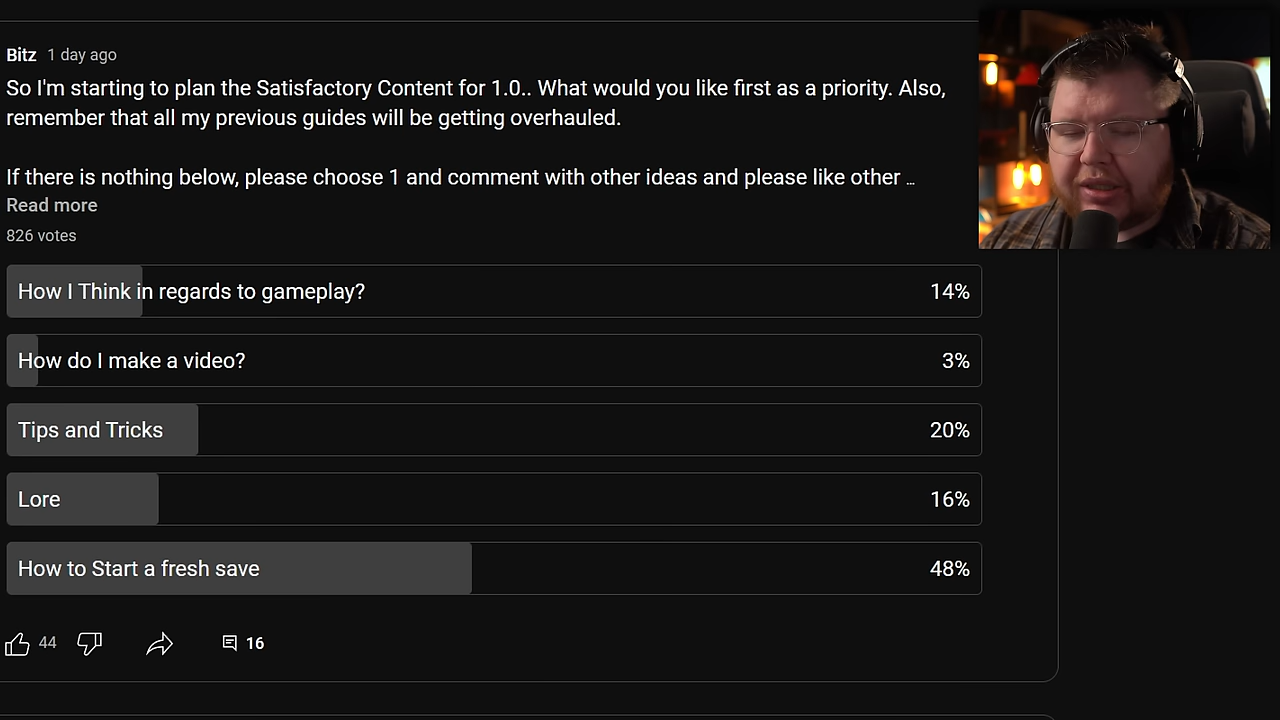 Bitz 1 day ago
So I'm starting to plan the Satisfactory Content for 1.0.. What would you like first as a priority. Also,
remember that all my previous guides will be getting overhauled.
If there is nothing below, please choose 1 and comment with other ideas and please like other ...
Read more
826 votes
How I Think in regards to gameplay? 14%
How do I make a video? 3%
Tips and Tricks 20%
Lore 16%
How to Start a fresh save 48%
44 16